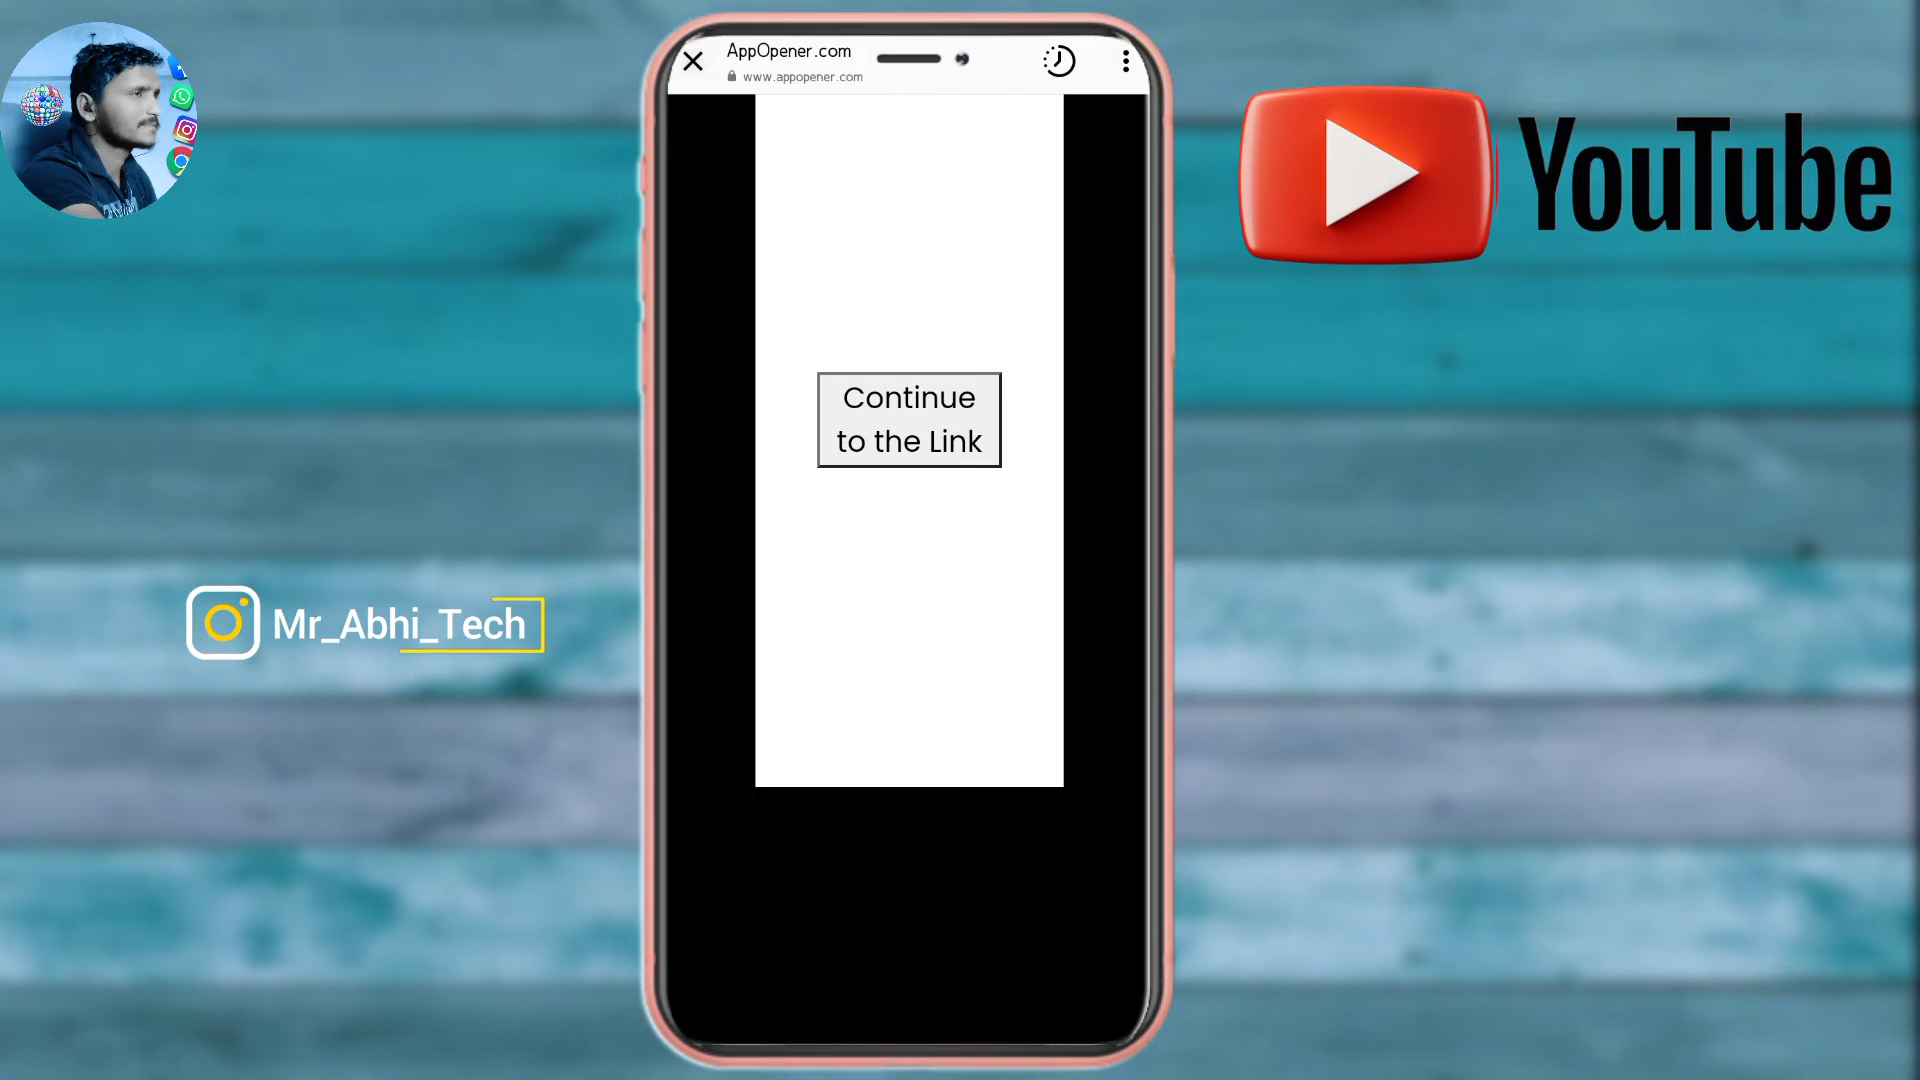 AppOpener.com
www.appopener.com
YouTube
Continue
to the Link
Mr_Abhi_Tech